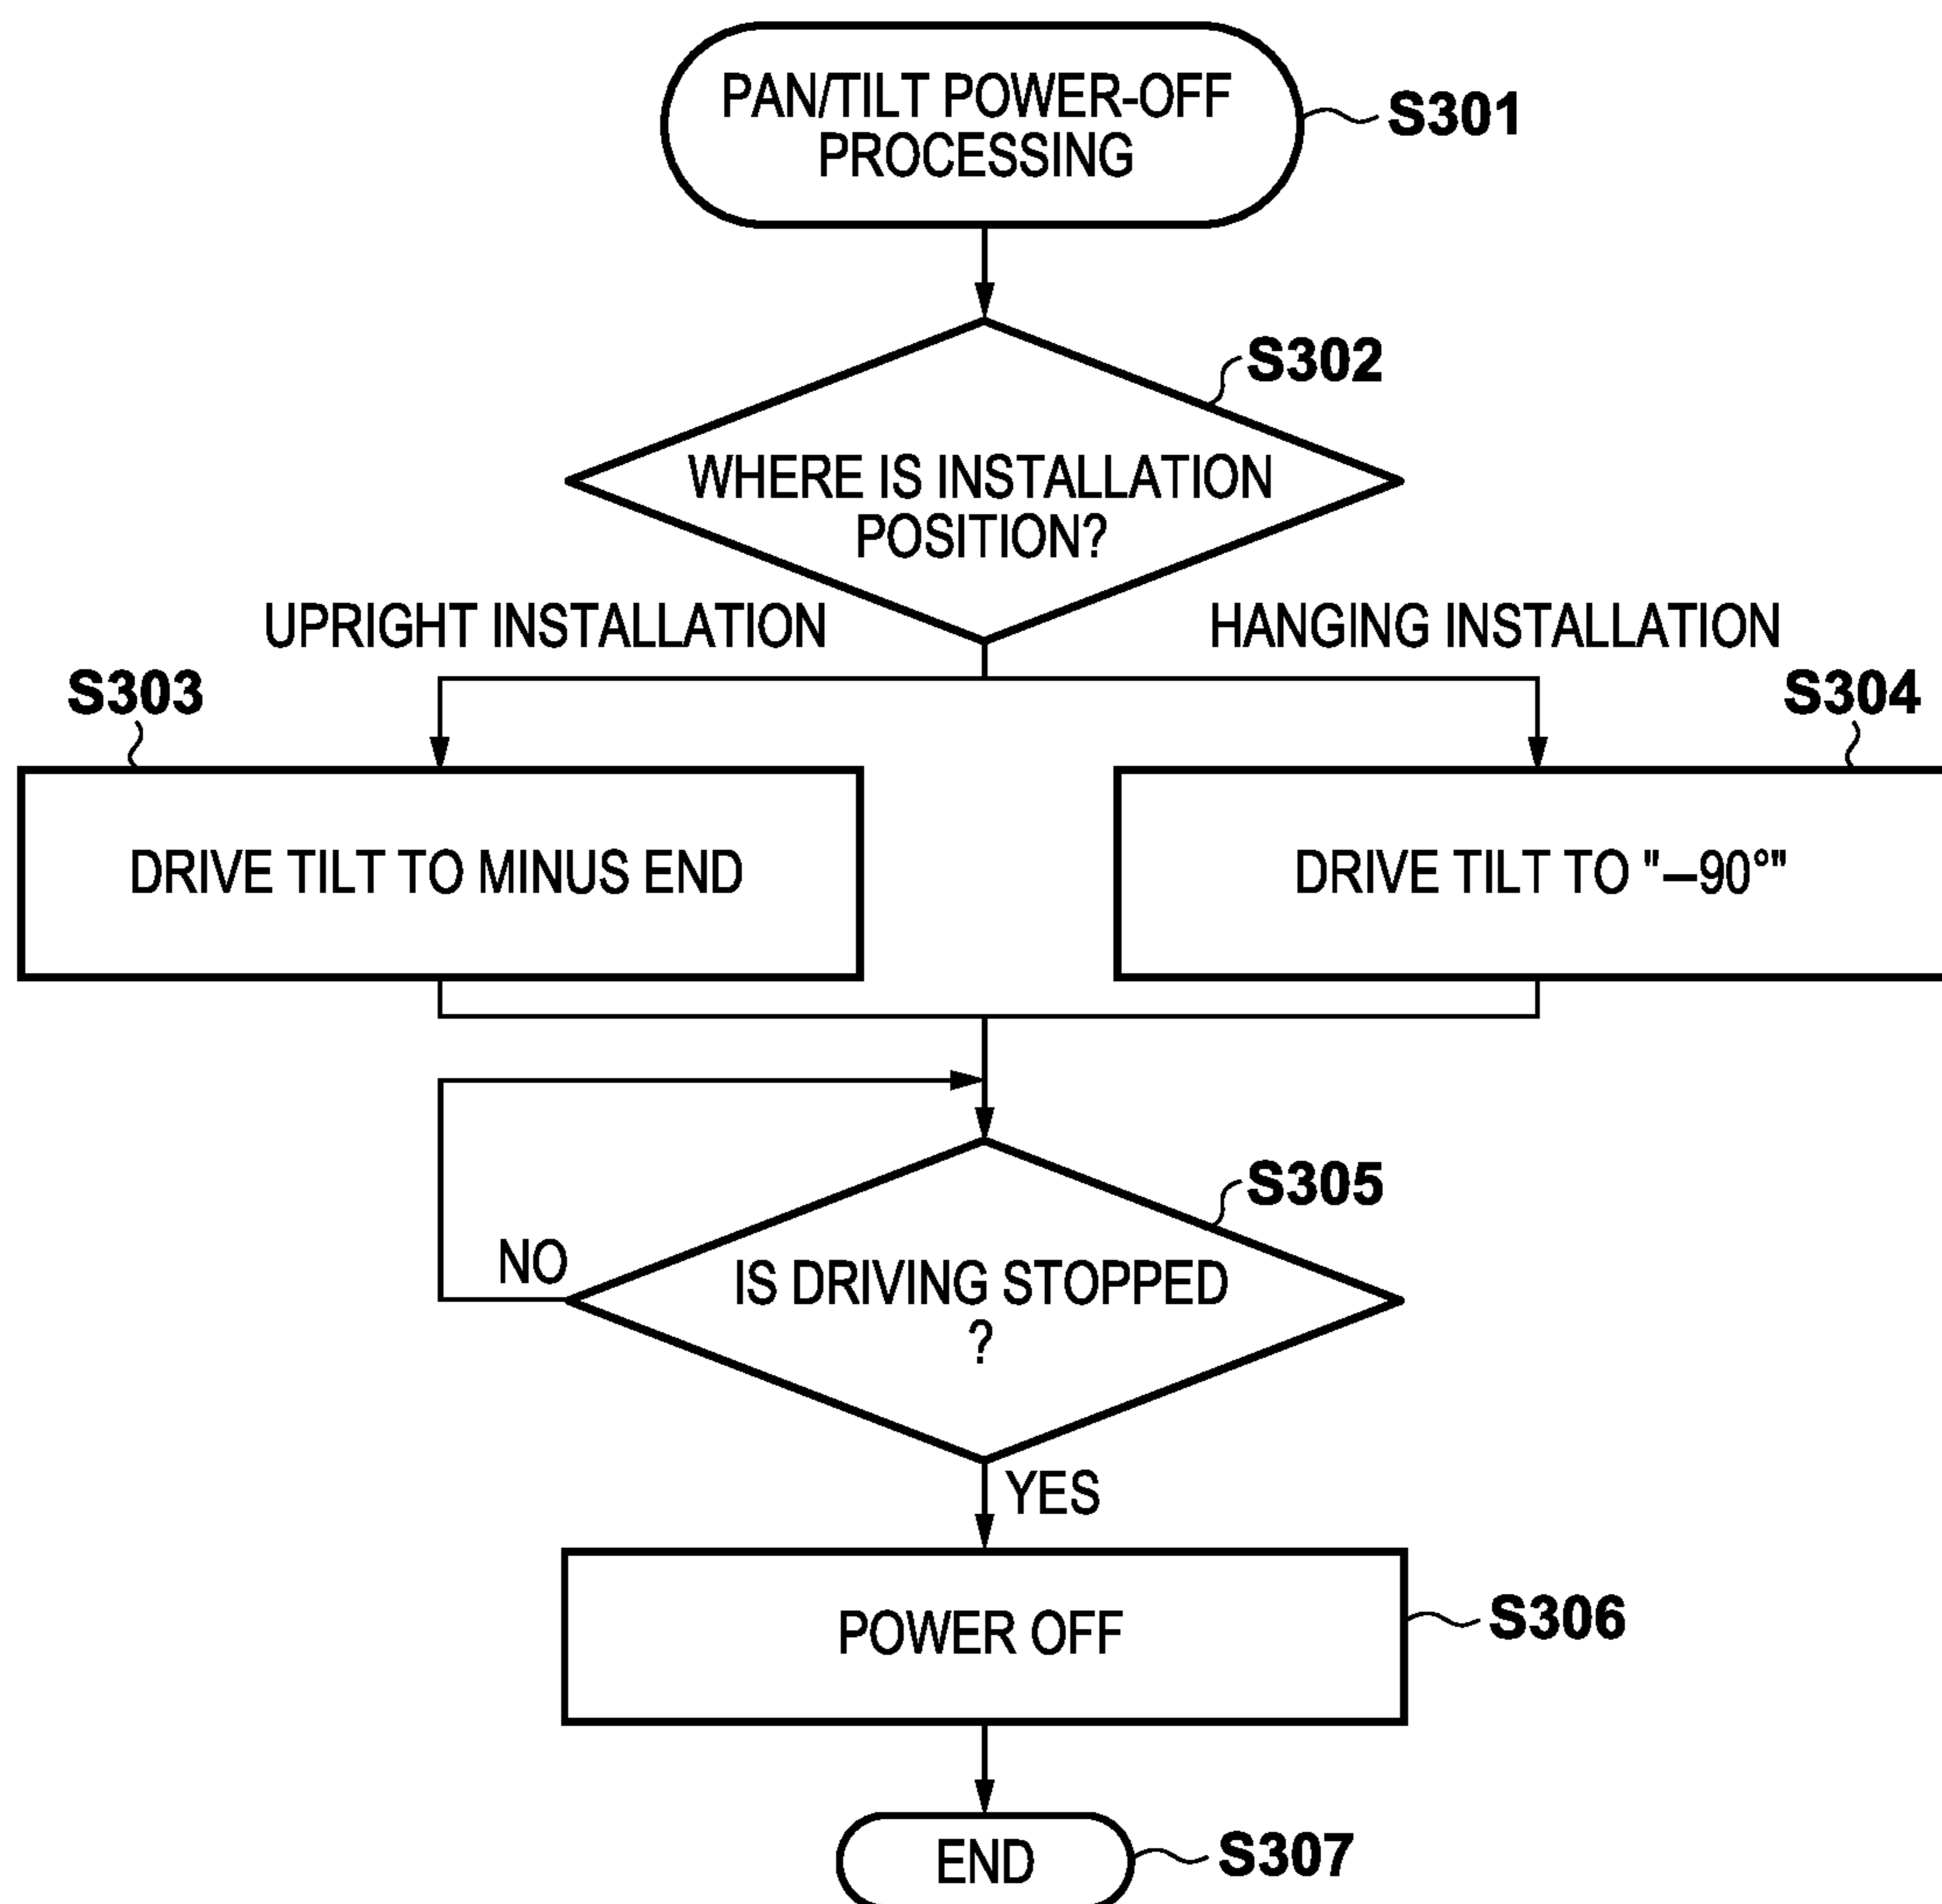 PAN/TILT POWER-OFF
PROCESSING
S301
S302
WHERE IS INSTALLATION
POSITION?
UPRIGHT INSTALLATION
HANGING INSTALLATION
S303
S304
DRIVE TILT TO MINUS END
DRIVE TILT TO "–90°"
S305
NO
IS DRIVING STOPPED
?
YES
POWER OFF
S306
END
S307